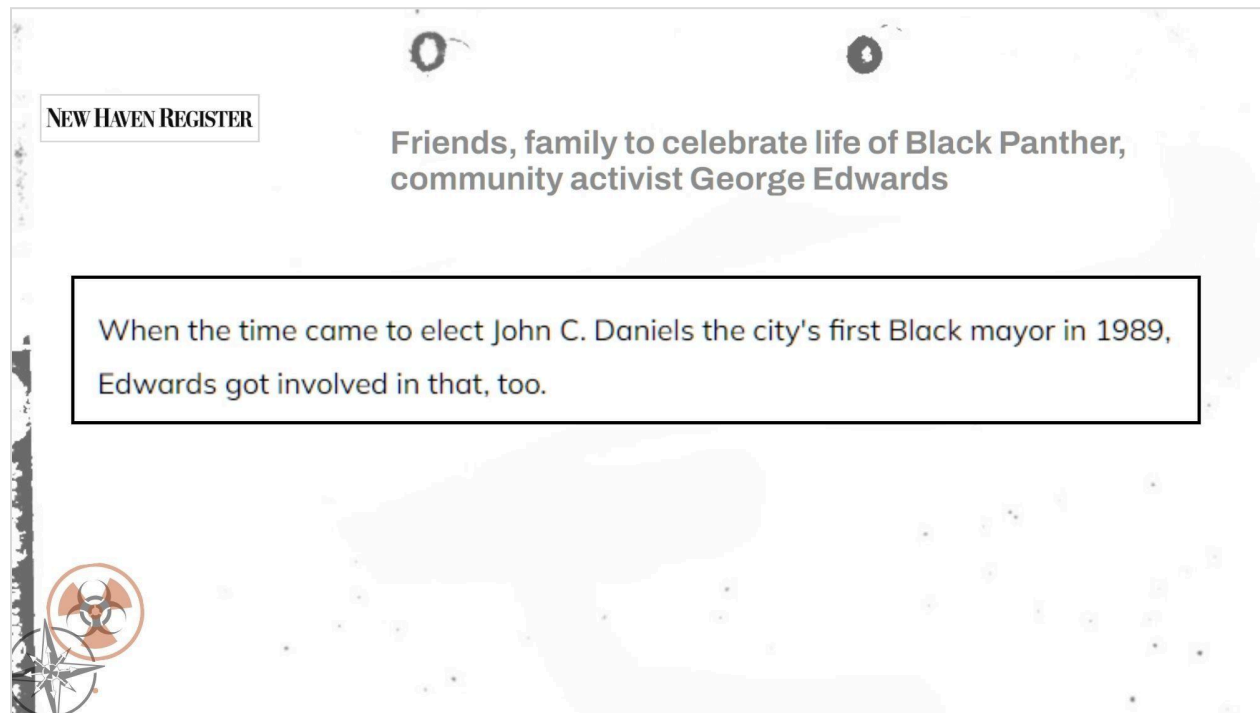 NEW HAVEN REGISTER
Friends, family to celebrate life of Black Panther,
community activist George Edwards
When the time came to elect John C. Daniels the city's first Black mayor in 1989,
Edwards got involved in that, too.